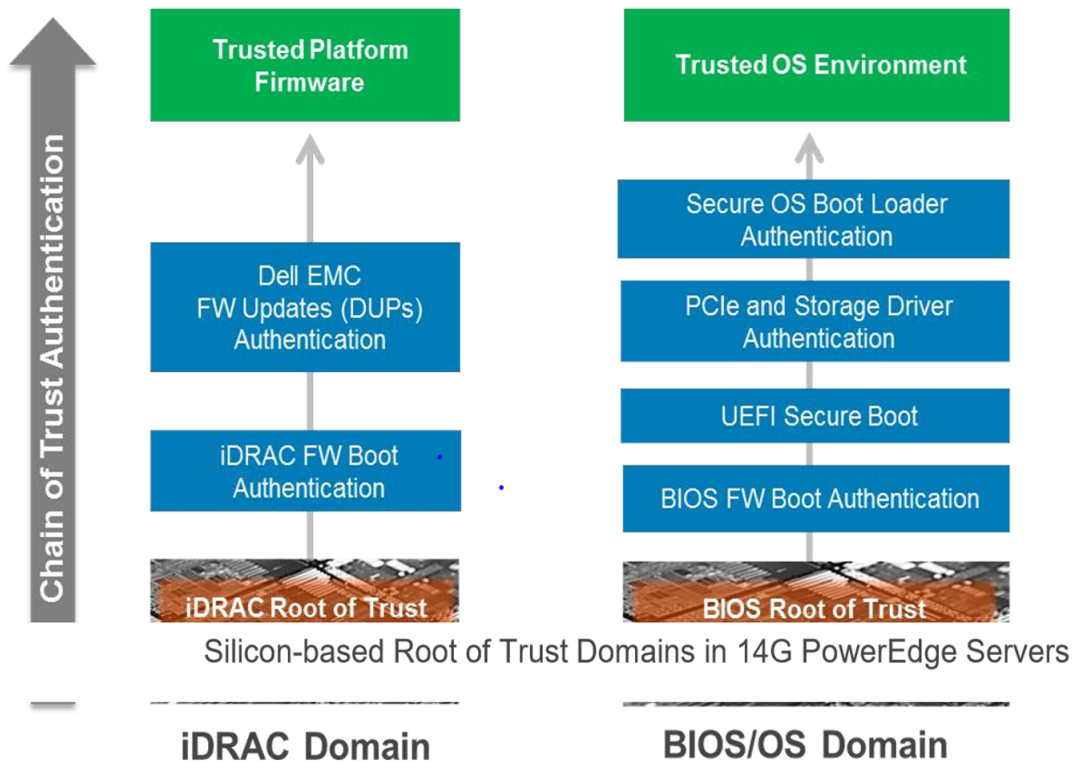 Chain of Trust Authentication
Trusted Platform
Firmware
Dell EMC
FW Updates (DUPs)
Authentication
iDRAC FW Boot
Authentication
iDRAC Root of Trust
Trusted OS Environment
Secure OS Boot Loader
Authentication
PCIe and Storage Driver
Authentication
UEFI Secure Boot
BIOS FW Boot Authentication
BIOS Root of Trust
Silicon-based Root of Trust Domains in 14G PowerEdge Servers
iDRAC Domain
BIOS/OS Domain